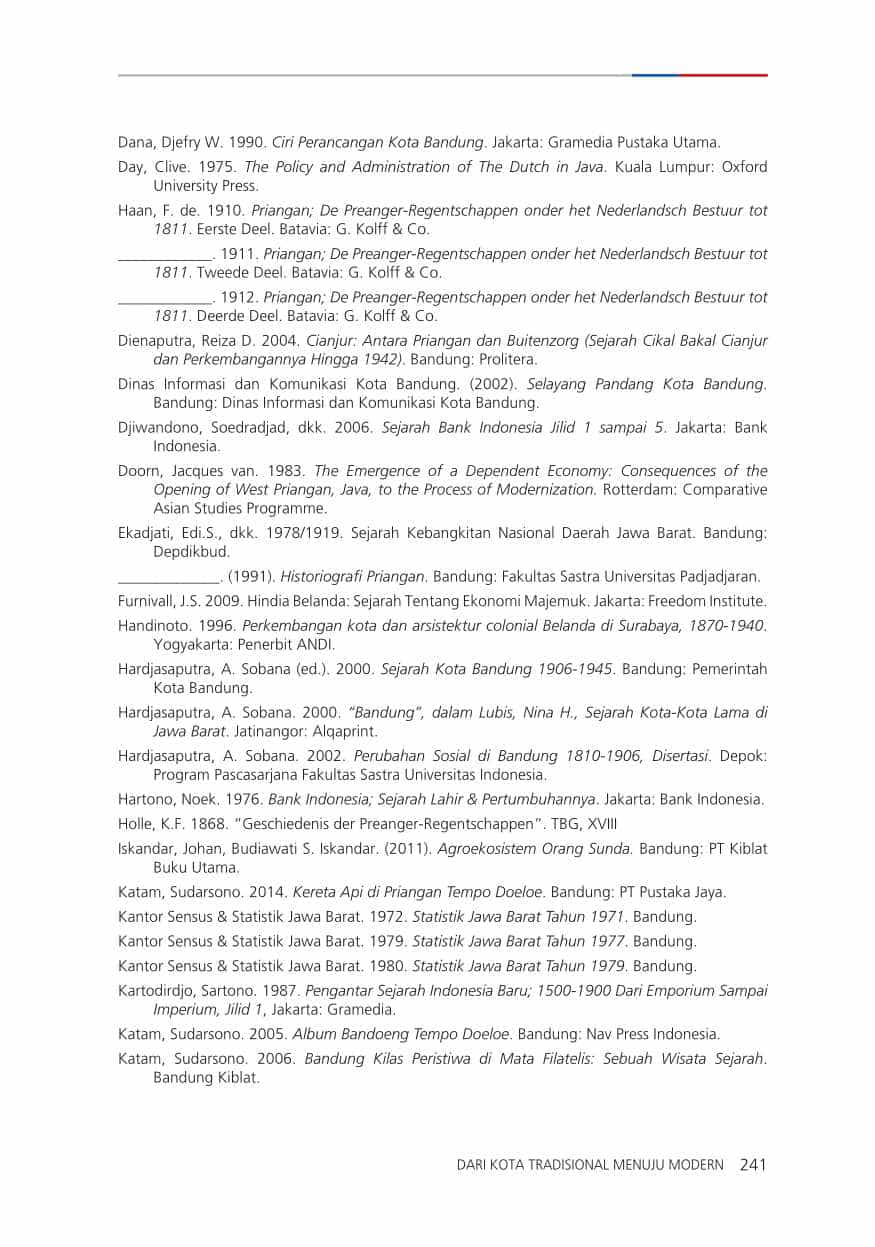 Dana, Djefry W. 1990. Ciri Perancangan Kota Bandung. Jakarta: Gramedia Pustaka Utama.
Day, Clive. 1975. The Policy and Administration of The Dutch in Java. Kuala Lumpur: Oxford
University Press.
Haan, F. de. 1910. Priangan; De Preanger-Regentschappen onder het Nederlandsch Bestuur tot
1811. Eerste Deel. Batavia: G. Kolff & Co.
____________. 1911. Priangan; De Preanger-Regentschappen onder het Nederlandsch Bestuur tot
1811. Tweede Deel. Batavia: G. Kolff & Co.
____________. 1912. Priangan; De Preanger-Regentschappen onder het Nederlandsch Bestuur tot
1811. Deerde Deel. Batavia: G. Kolff & Co.
Dienaputra, Reiza D. 2004. Cianjur: Antara Priangan dan Buitenzorg (Sejarah Cikal Bakal Cianjur
dan Perkembangannya Hingga 1942). Bandung: Prolitera.
Dinas Informasi dan Komunikasi Kota Bandung. (2002). Selayang Pandang Kota Bandung.
Bandung: Dinas Informasi dan Komunikasi Kota Bandung.
Djiwandono, Soedradjad, dkk. 2006. Sejarah Bank Indonesia Jilid 1 sampai 5. Jakarta: Bank
Indonesia.
Doorn, Jacques van. 1983. The Emergence of a Dependent Economy: Consequences of the
Opening of West Priangan, Java, to the Process of Modernization. Rotterdam: Comparative
Asian Studies Programme.
Ekadjati, Edi.S., dkk. 1978/1919. Sejarah Kebangkitan Nasional Daerah Jawa Barat. Bandung:
Depdikbud.
_____________. (1991). Historiografi Priangan. Bandung: Fakultas Sastra Universitas Padjadjaran.
Furnivall, J.S. 2009. Hindia Belanda: Sejarah Tentang Ekonomi Majemuk. Jakarta: Freedom Institute.
Handinoto. 1996. Perkembangan kota dan arsistektur colonial Belanda di Surabaya, 1870-1940.
Yogyakarta: Penerbit ANDI.
Hardjasaputra, A. Sobana (ed.). 2000. Sejarah Kota Bandung 1906-1945. Bandung: Pemerintah
Kota Bandung.
Hardjasaputra, A. Sobana. 2000. “Bandung”, dalam Lubis, Nina H., Sejarah Kota-Kota Lama di
Jawa Barat. Jatinangor: Alqaprint.
Hardjasaputra, A. Sobana. 2002. Perubahan Sosial di Bandung 1810-1906, Disertasi. Depok:
Program Pascasarjana Fakultas Sastra Universitas Indonesia.
Hartono, Noek. 1976. Bank Indonesia; Sejarah Lahir & Pertumbuhannya. Jakarta: Bank Indonesia.
Holle, K.F. 1868. “Geschiedenis der Preanger-Regentschappen”. TBG, XVIII
Iskandar, Johan, Budiawati S. Iskandar. (2011). Agroekosistem Orang Sunda. Bandung: PT Kiblat
Buku Utama.
Katam, Sudarsono. 2014. Kereta Api di Priangan Tempo Doeloe. Bandung: PT Pustaka Jaya.
Kantor Sensus & Statistik Jawa Barat. 1972. Statistik Jawa Barat Tahun 1971. Bandung.
Kantor Sensus & Statistik Jawa Barat. 1979. Statistik Jawa Barat Tahun 1977. Bandung.
Kantor Sensus & Statistik Jawa Barat. 1980. Statistik Jawa Barat Tahun 1979. Bandung.
Kartodirdjo, Sartono. 1987. Pengantar Sejarah Indonesia Baru; 1500-1900 Dari Emporium Sampai
Imperium, Jilid 1, Jakarta: Gramedia.
Katam, Sudarsono. 2005. Album Bandoeng Tempo Doeloe. Bandung: Nav Press Indonesia.
Katam, Sudarsono. 2006. Bandung Kilas Peristiwa di Mata Filatelis: Sebuah Wisata Sejarah.
Bandung Kiblat.
DARI KOTA TRADISIONAL MENUJU MODERN 241